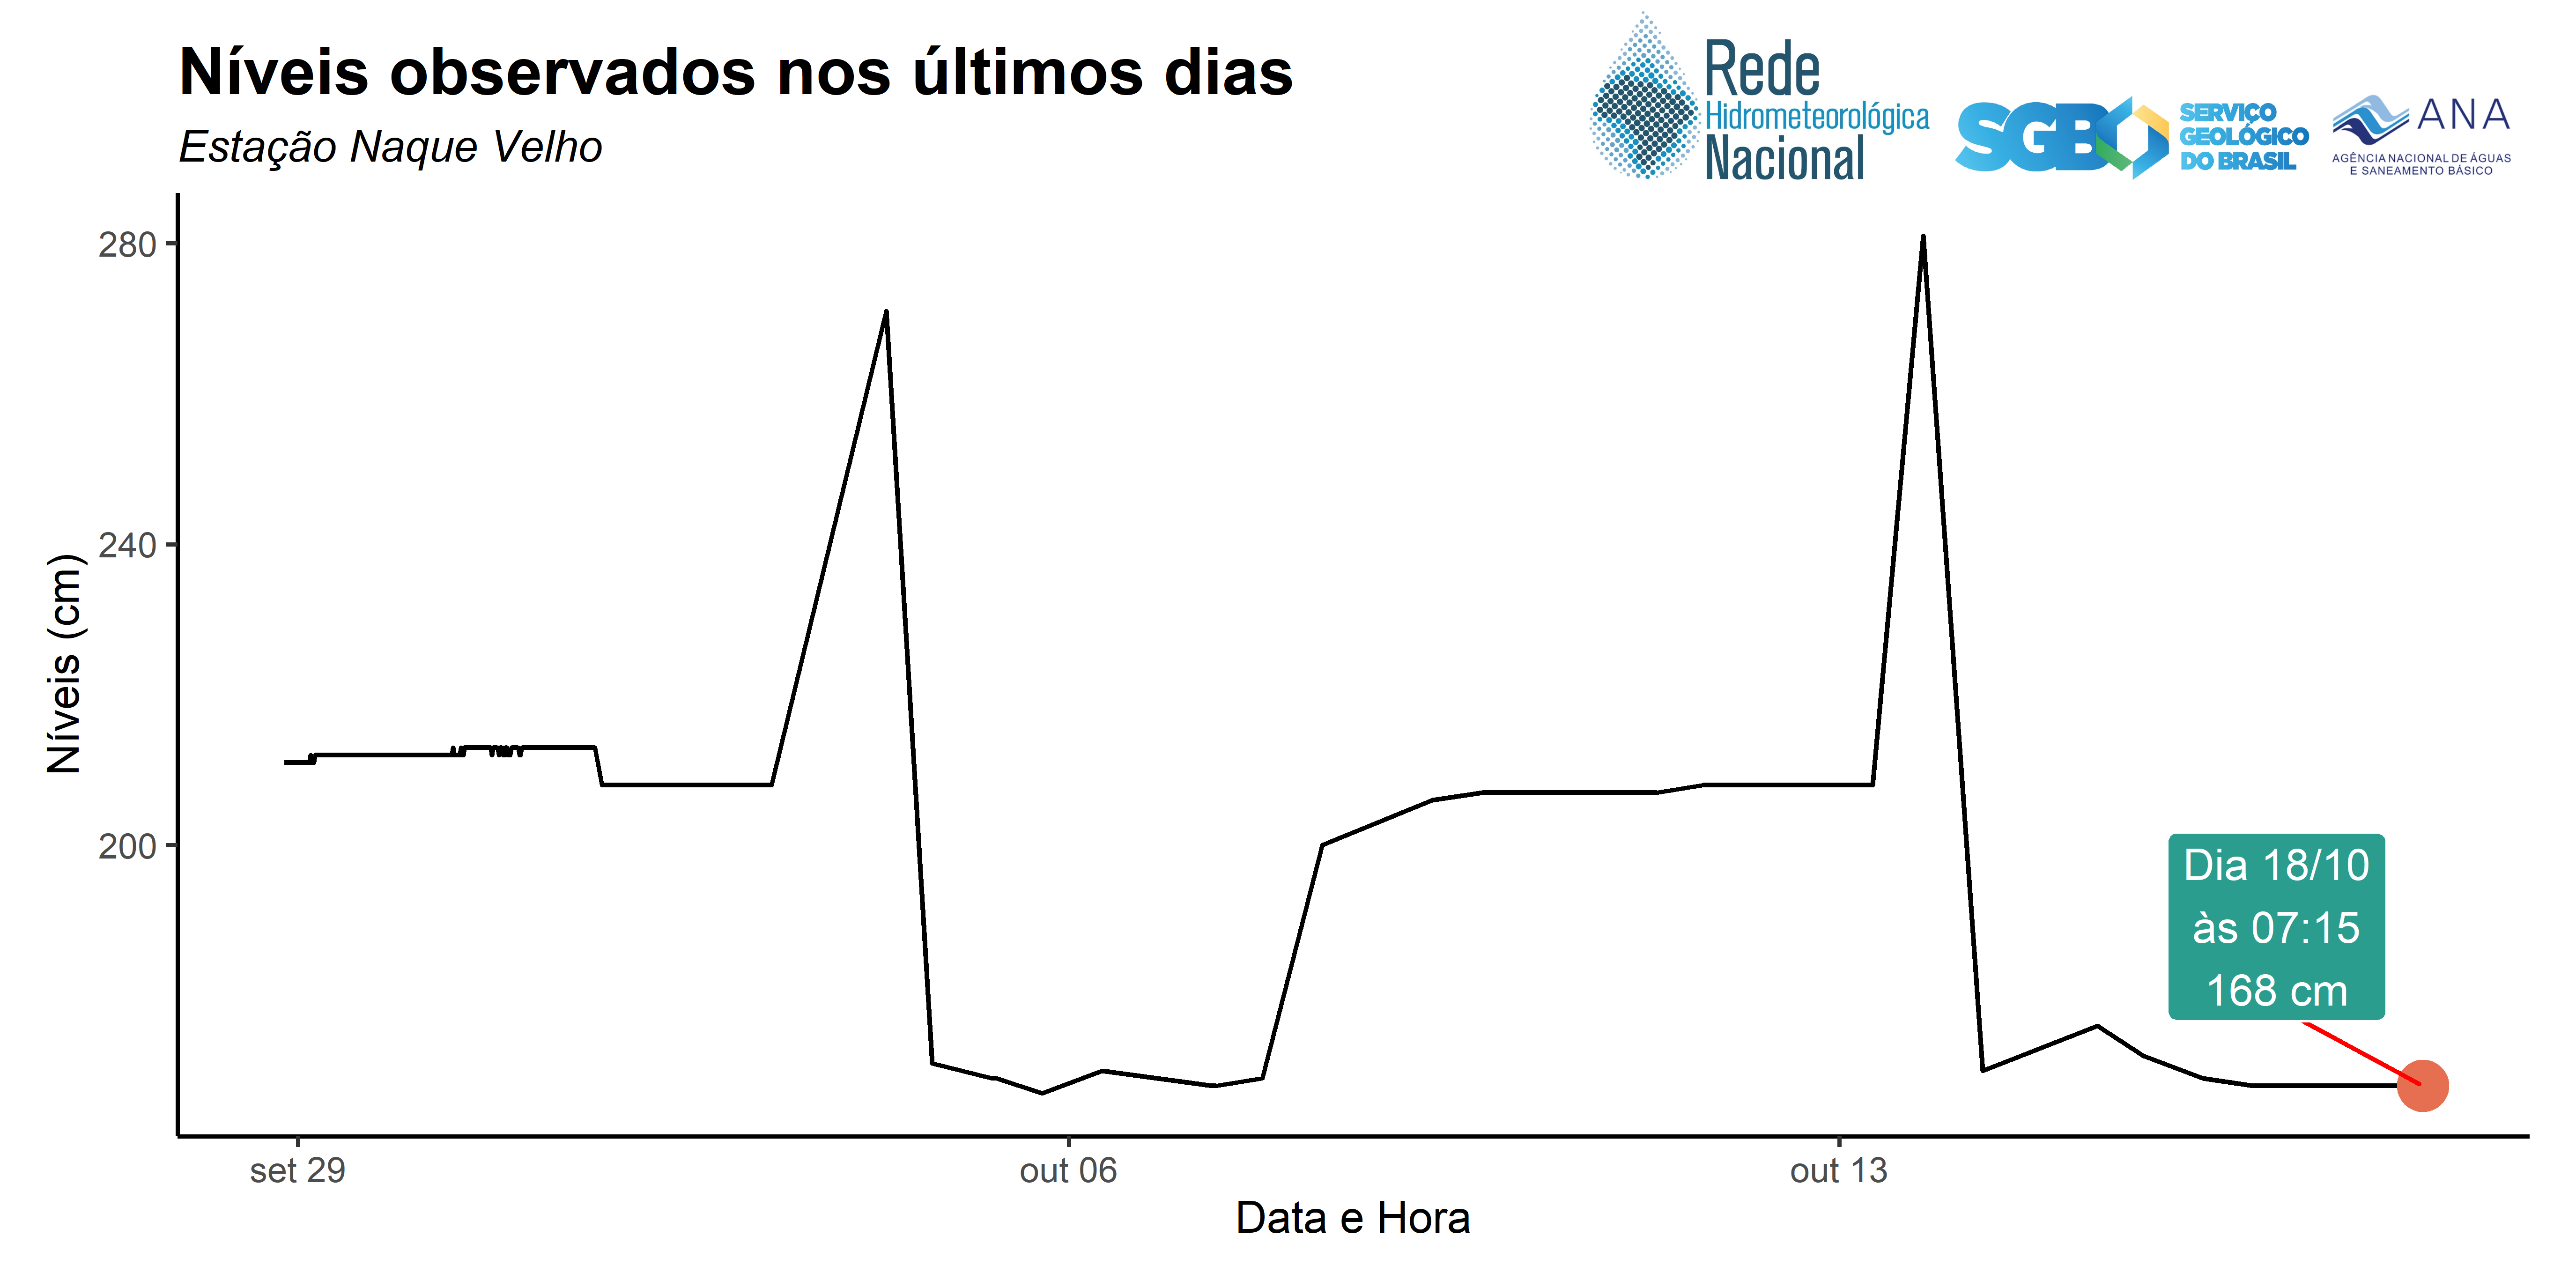 Níveis observados nos últimos dias
Estação Naque Velho
Rede
Hidrometeorológica
Nacional
SGB
SERVIÇO
GEOLÓGICO
DO BRASIL
ANA
AGÊNCIA NACIONAL DE ÁGUAS
E SANEAMENTO BÁSICO
Níveis (cm)
280
240
200
Dia 18/10
às 07:15
168 cm
set 29
out 06
out 13
Data e Hora